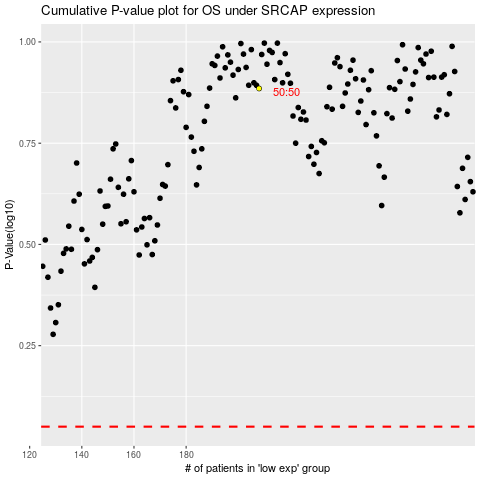 Cumulative P-value plot for OS under SRCAP expression
1.00
50:50
0.75
P-Value(log10)
0.50
0.25
120 140 160 180
# of patients in 'low exp' group